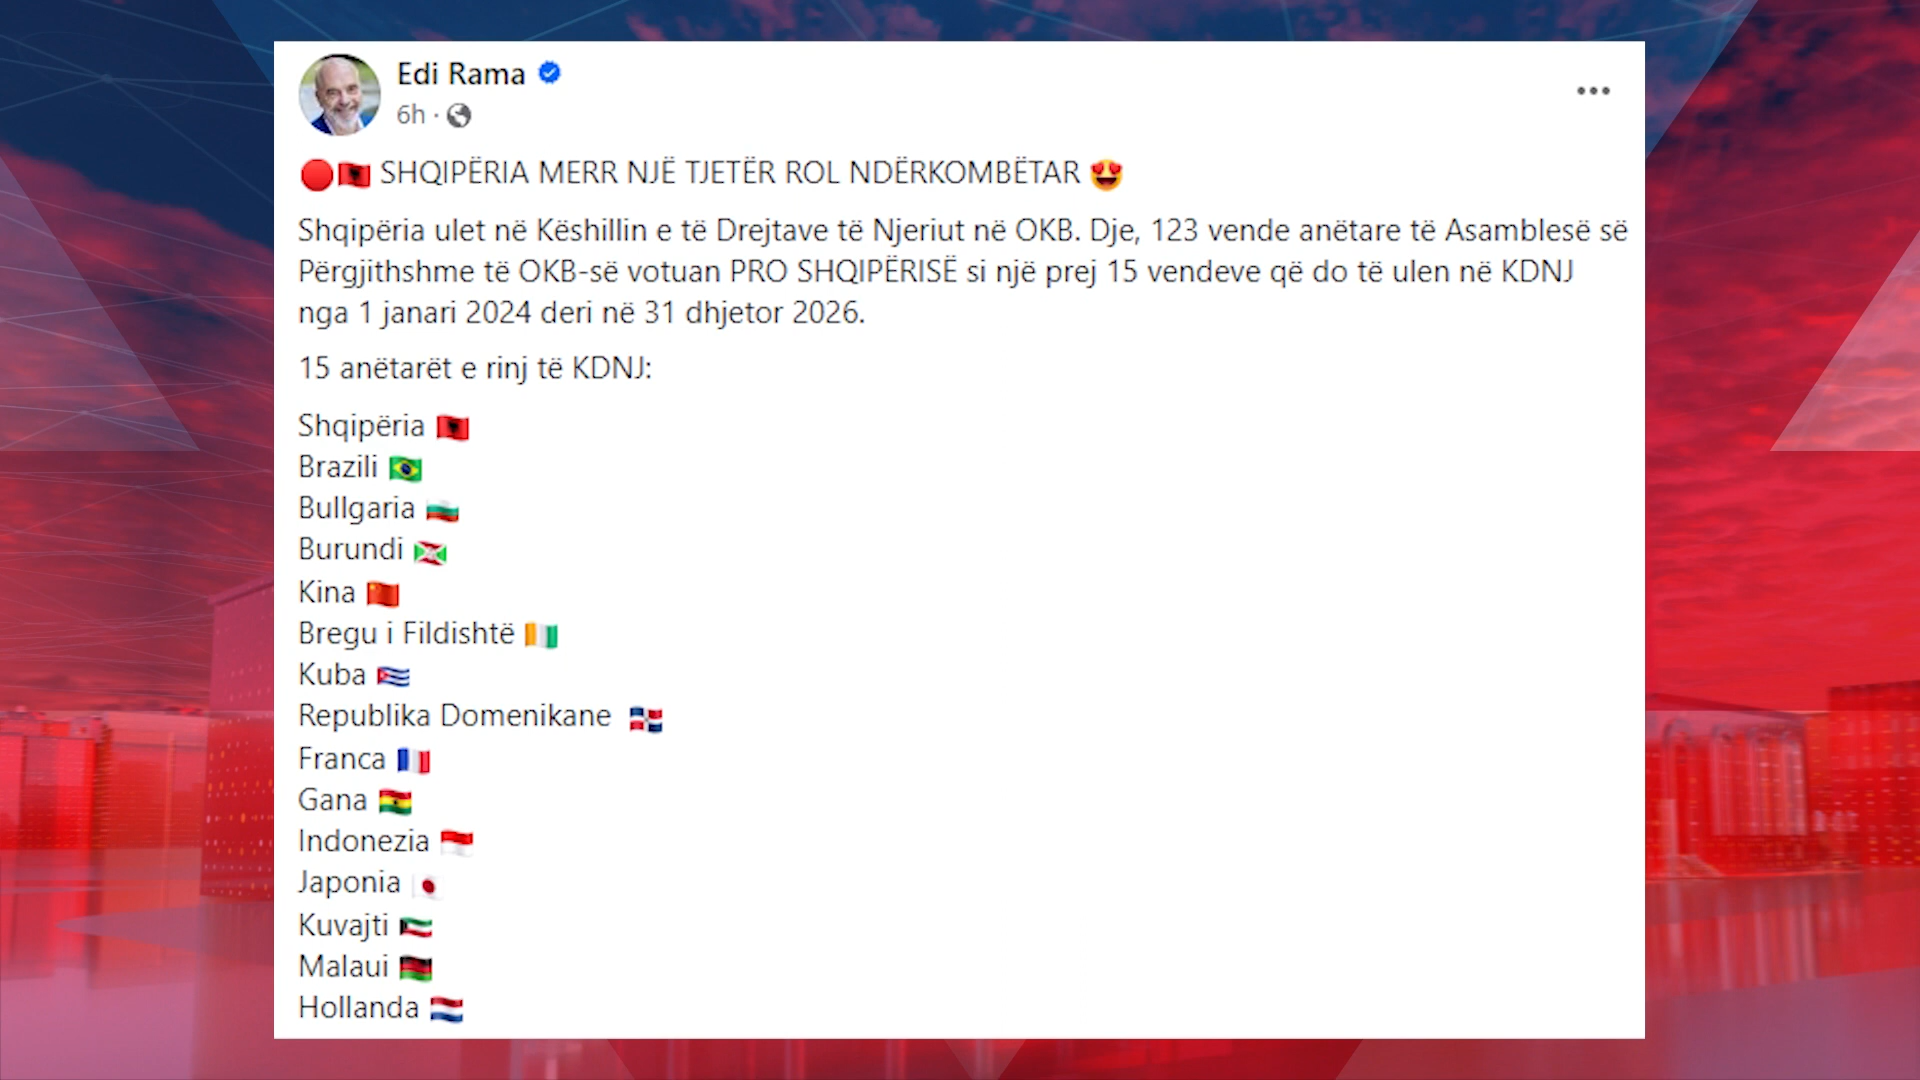 Edi Rama
6h ·
🔴🇦🇱 SHQIPËRIA MERR NJË TJETËR ROL NDËRKOMBËTAR 😍
Shqipëria ulet në Këshillin e të Drejtave të Njeriut në OKB. Dje, 123 vende anëtare të Asamblesë së
Përgjithshme të OKB-së votuan PRO SHQIPËRISË si një prej 15 vendeve që do të ulen në KDNJ
nga 1 janari 2024 deri në 31 dhjetor 2026.
15 anëtarët e rinj të KDNJ:
Shqipëria 🇦🇱
Brazili 🇧🇷
Bullgaria 🇧🇬
Burundi 🇧🇮
Kina 🇨🇳
Bregu i Fildishtë 🇨🇮
Kuba 🇨🇺
Republika Domenikane 🇩🇴
Franca 🇫🇷
Gana 🇬🇭
Indonezia 🇮🇩
Japonia 🇯🇵
Kuvajti 🇰🇼
Malaui 🇲🇼
Hollanda 🇳🇱